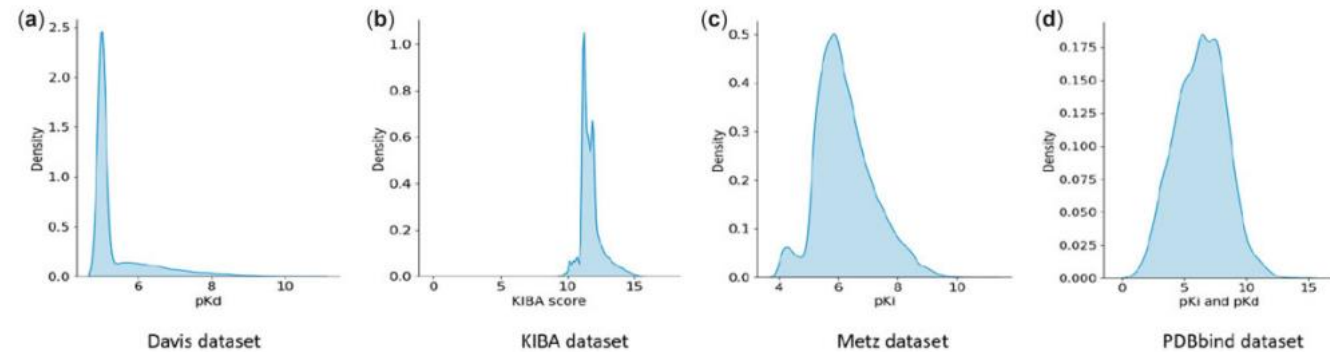 (a)
2.5
2.0
1.5
1.0
0.5
0.0
Density
6
8
10
pKd
Davis dataset
(b)
1.0
0.8
0.6
0.4
0.2
0.0
Density
0
5
10
15
KIBA score
KIBA dataset
(c)
0.5
0.4
0.3
0.2
0.1
0.0
Density
4
6
8
10
pKi
Metz dataset
(d)
0.175
0.150
0.125
0.100
0.075
0.050
0.025
0.000
Density
0
5
10
15
pKi and pKd
PDBbind dataset